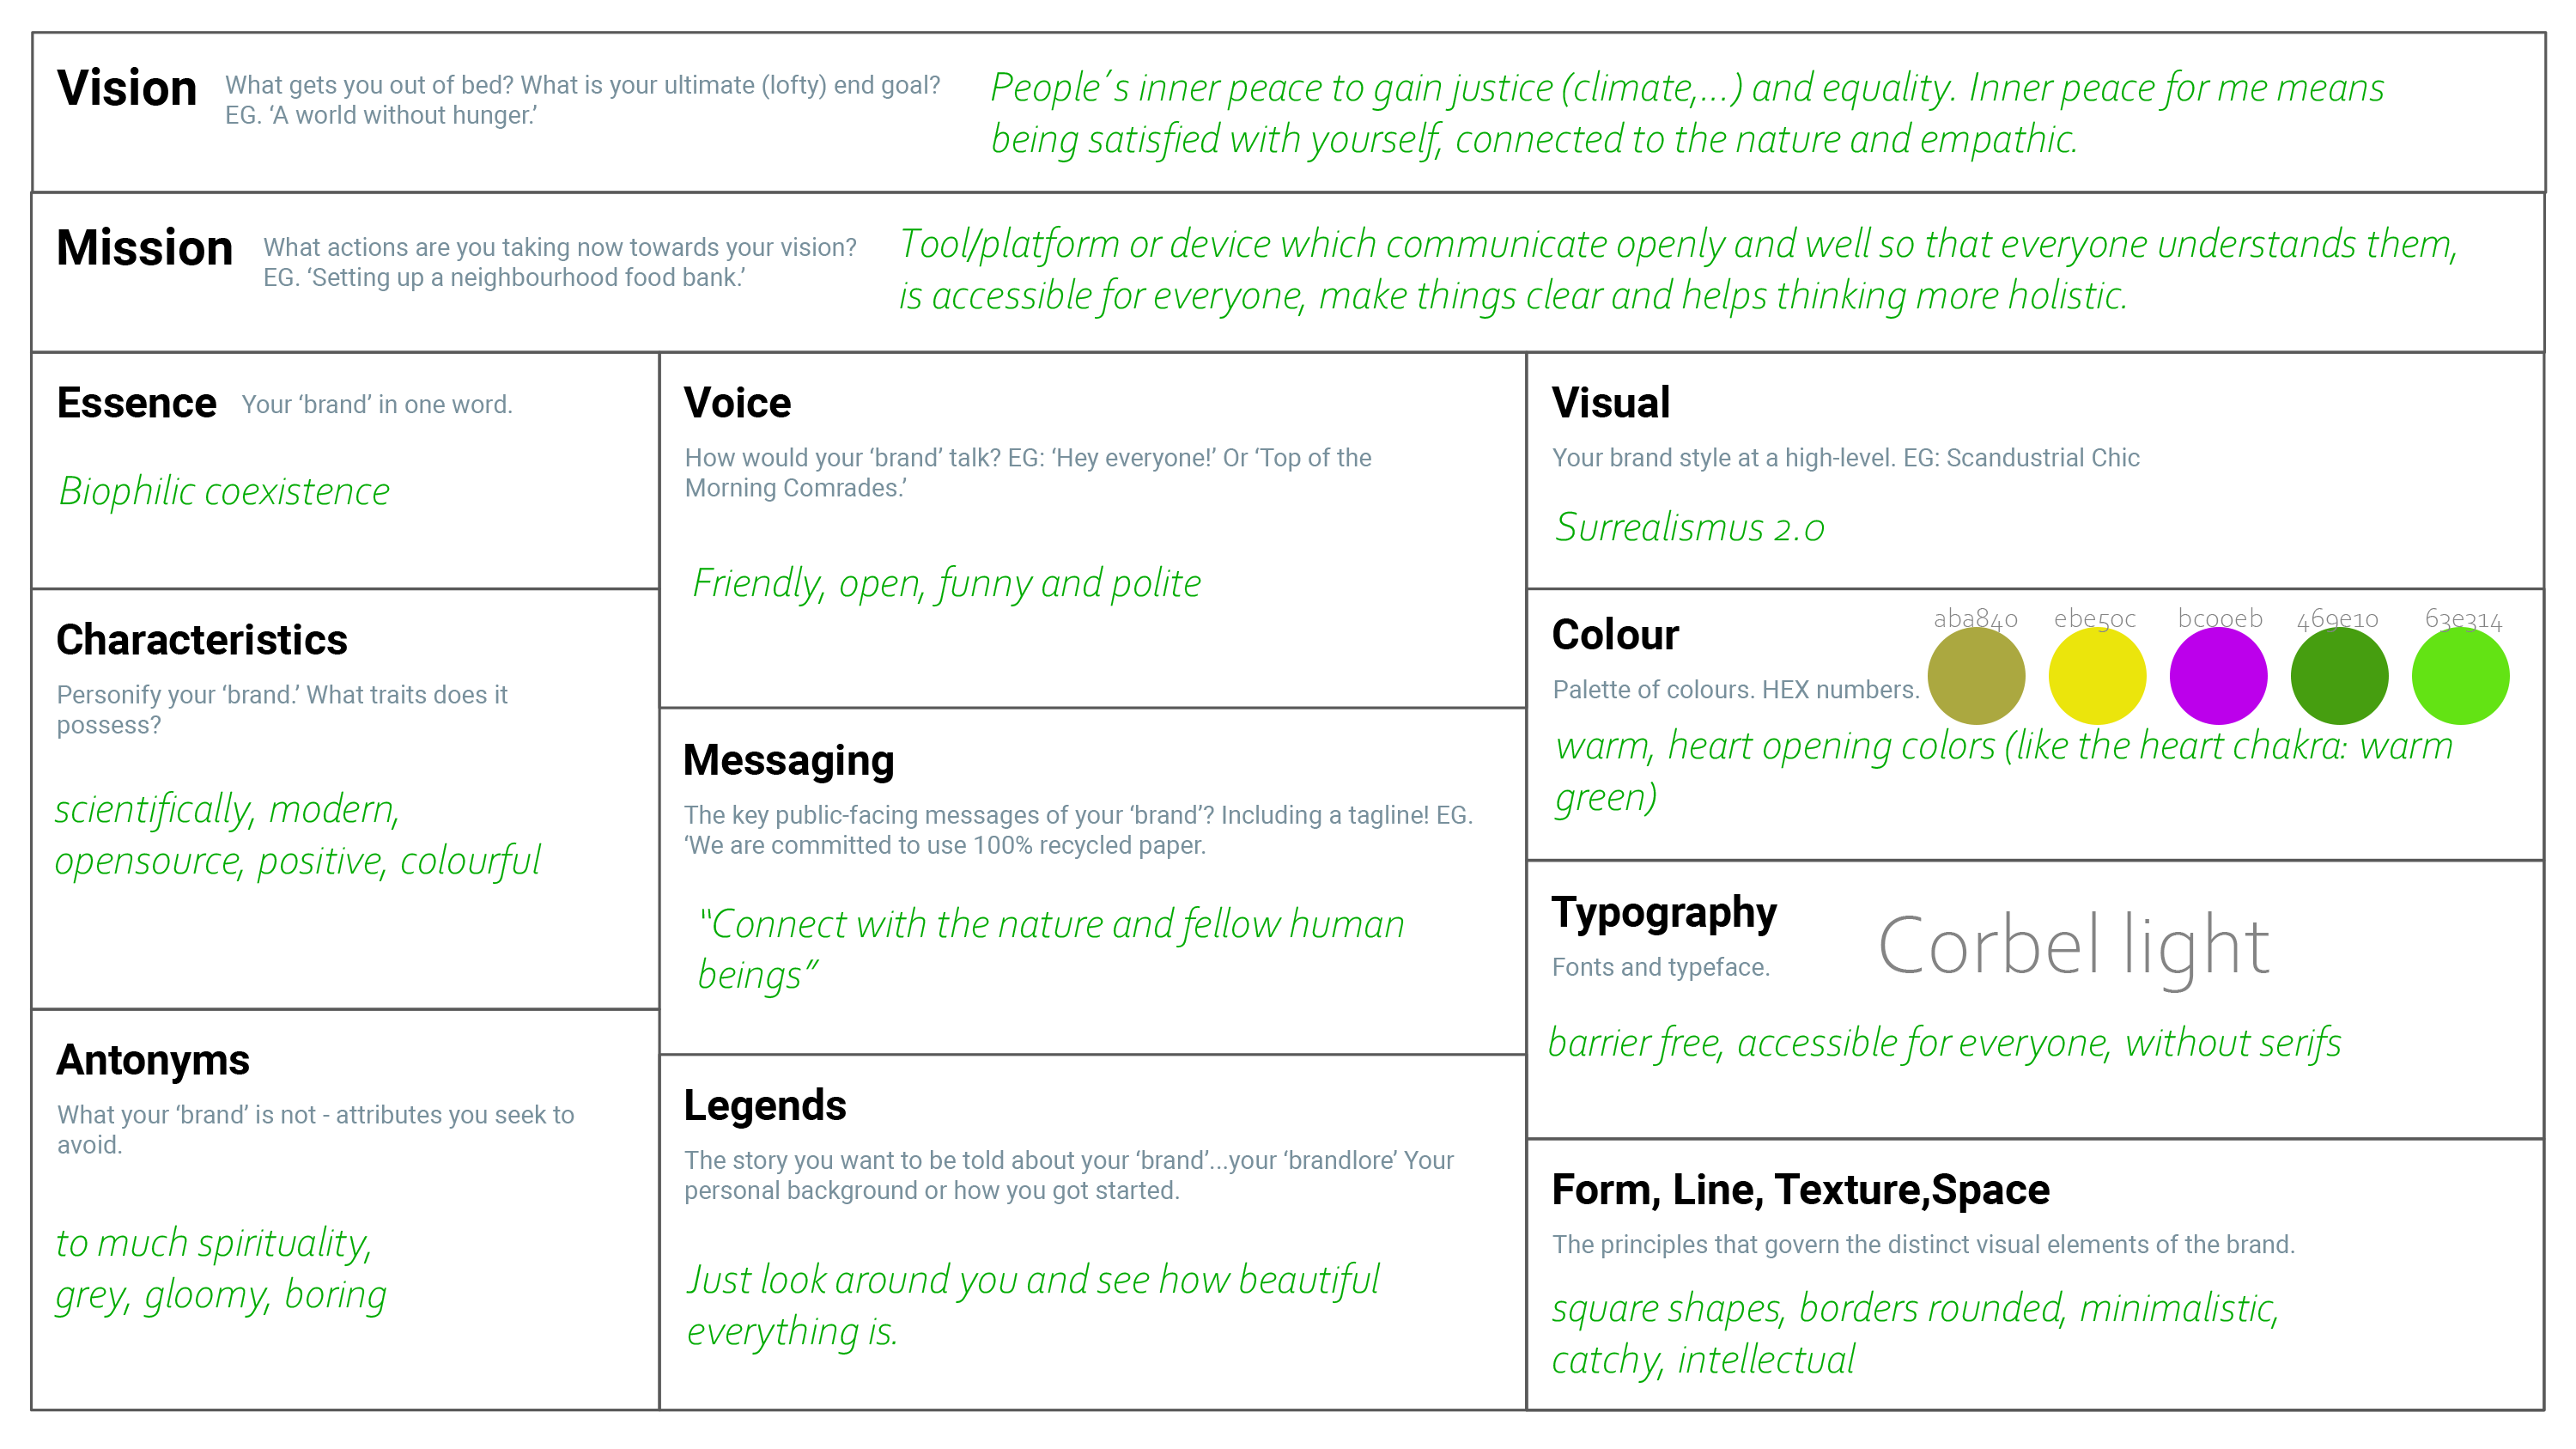 Vision
What gets you out of bed? What is your ultimate (lofty) end goal?
EG. ‘A world without hunger.’
People´s inner peace to gain justice (climate,...) and equality. Inner peace for me means
being satisfied with yourself, connected to the nature and empathic.
Mission
What actions are you taking now towards your vision?
EG. ‘Setting up a neighbourhood food bank.’
Tool/platform or device which communicate openly and well so that everyone understands them,
is accessible for everyone, make things clear and helps thinking more holistic.
Essence
Your ‘brand’ in one word.
Biophilic coexistence
Characteristics
Personify your ‘brand.’ What traits does it
possess?
scientifically, modern,
opensource, positive, colourful
Antonyms
What your ‘brand’ is not - attributes you seek to
avoid.
to much spirituality,
grey, gloomy, boring
Voice
How would your ‘brand’ talk? EG: ‘Hey everyone!’ Or ‘Top of the
Morning Comrades.’
Friendly, open, funny and polite
Messaging
The key public-facing messages of your ‘brand’? Including a tagline! EG.
‘We are committed to use 100% recycled paper.
“Connect with the nature and fellow human
beings”
Legends
The story you want to be told about your ‘brand’...your ‘brandlore’ Your
personal background or how you got started.
Just look around you and see how beautiful
everything is.
Visual
Your brand style at a high-level. EG: Scandustrial Chic
Surrealismus 2.0
Colour
Palette of colours. HEX numbers.
aba840 ebe50c bc00eb 469e10 63e314
warm, heart opening colors (like the heart chakra: warm
green)
Typography
Fonts and typeface.
Corbel light
barrier free, accessible for everyone, without serifs
Form, Line, Texture,Space
The principles that govern the distinct visual elements of the brand.
square shapes, borders rounded, minimalistic,
catchy, intellectual